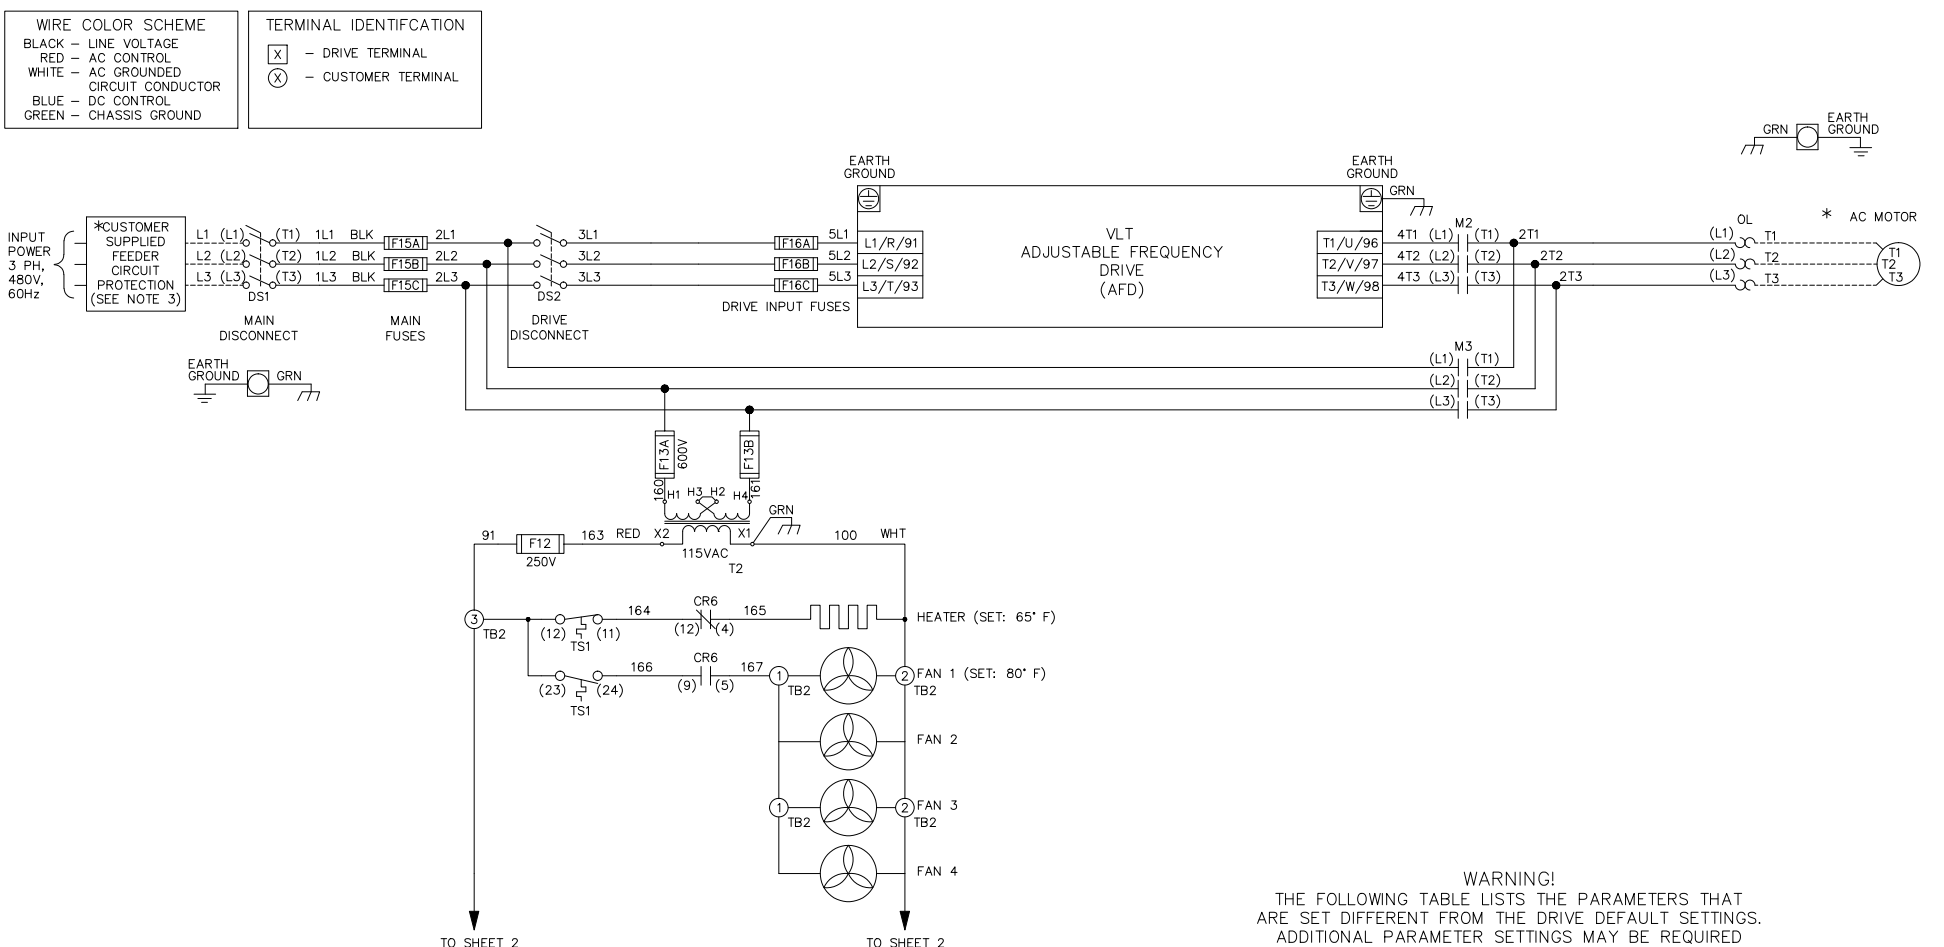 WIRE COLOR SCHEME
BLACK – LINE VOLTAGE
RED – AC CONTROL
WHITE – AC GROUNDED
CIRCUIT CONDUCTOR
BLUE – DC CONTROL
GREEN – CHASSIS GROUND
TERMINAL IDENTIFCATION
X – DRIVE TERMINAL
X – CUSTOMER TERMINAL
GRN
EARTH
GROUND
INPUT
POWER
3 PH,
480V,
60Hz
*CUSTOMER
SUPPLIED
FEEDER
CIRCUIT
PROTECTION
(SEE NOTE 3)
L1 (L1) (T1) 1L1 BLK F15A 2L1 3L1 F16A 5L1 L1/R/91
L2 (L2) (T2) 1L2 BLK F15B 2L2 3L2 F16B 5L2 L2/S/92
L3 (L3) (T3) 1L3 BLK F15C 2L3 3L3 F16C 5L3 L3/T/93
DS1
MAIN
DISCONNECT
MAIN
FUSES
DS2
DRIVE
DISCONNECT
DRIVE INPUT FUSES
EARTH
GROUND
VLT
ADJUSTABLE FREQUENCY
DRIVE
(AFD)
EARTH
GROUND
GRN
M2
T1/U/96 4T1 (L1) (T1) 2T1
T2/V/97 4T2 (L2) (T2) 2T2
T3/W/98 4T3 (L3) (T3) 2T3
OL
(L1) T1
(L2) T2
(L3) T3
* AC MOTOR
T1
T2
T3
EARTH
GROUND GRN
M3
(L1) (T1)
(L2) (T2)
(L3) (T3)
F13A
600V
F13B
160
161
H1 H3 H2 H4
GRN
91 F12 163 RED X2 X1 100 WHT
250V
115VAC
T2
3
TB2
164 CR6 165
(12) (11) (12) (4)
TS1
HEATER (SET: 65° F)
166 CR6 167
(23) (24) (9) (5)
TS1
1
TB2
2
TB2
FAN 1 (SET: 80° F)
FAN 2
1
TB2
2
TB2
FAN 3
FAN 4
TO SHEET 2
TO SHEET 2
WARNING!
THE FOLLOWING TABLE LISTS THE PARAMETERS THAT
ARE SET DIFFERENT FROM THE DRIVE DEFAULT SETTINGS.
ADDITIONAL PARAMETER SETTINGS MAY BE REQUIRED